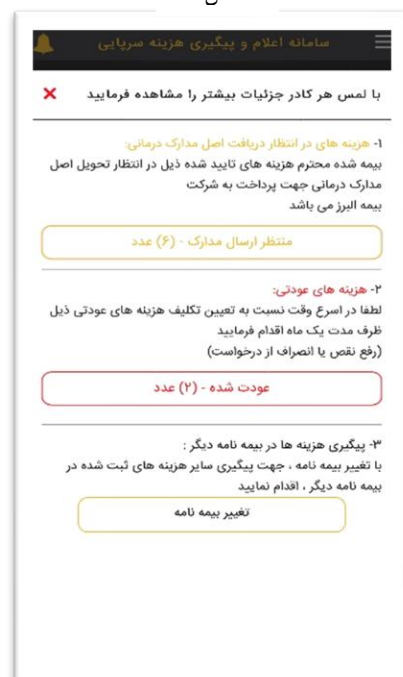 سامانه اعلام و پیگیری هزینه سرپایی
با لمس هر کادر جزئیات بیشتر را مشاهده فرمایید
۱- هزینه های در انتظار دریافت اصل مدارک درمانی:
بیمه شده محترم هزینه های تایید شده ذیل در انتظار تحویل اصل
مدارک درمانی جهت پرداخت به شرکت
بیمه البرز می باشد
منتظر ارسال مدارک - (۶) عدد
۲- هزینه های عودتی:
لطفا در اسرع وقت نسبت به تعیین تکلیف هزینه های عودتی ذیل
ظرف مدت یک ماه اقدام فرمایید
(رفع نقص یا انصراف از درخواست)
عودت شده - (۲) عدد
۳- پیگیری هزینه ها در بیمه نامه دیگر :
با تغییر بیمه نامه ، جهت پیگیری سایر هزینه های ثبت شده در
بیمه نامه دیگر ، اقدام نمایید
تغییر بیمه نامه